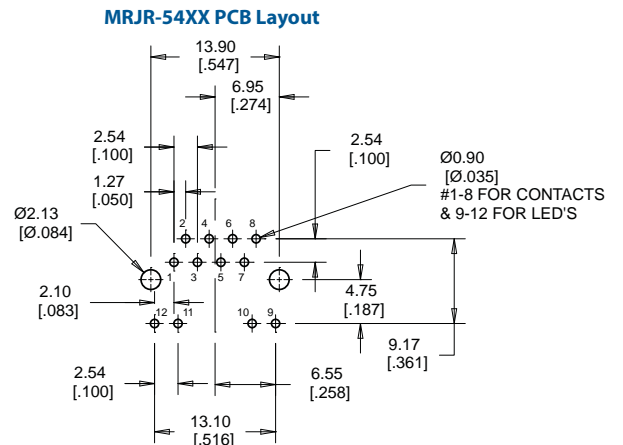 MRJR-54XX PCB Layout
13.90
[.547]
6.95
[.274]
2.54
[.100]
2.54
[.100]
Ø0.90
[Ø.035]
#1-8 FOR CONTACTS
& 9-12 FOR LED'S
1.27
[.050]
Ø2.13
[Ø.084]
2 4 6 8
1 3 5 7
2.10
[.083]
4.75
[.187]
12 11 10 9
9.17
[.361]
2.54
[.100]
6.55
[.258]
13.10
[.516]